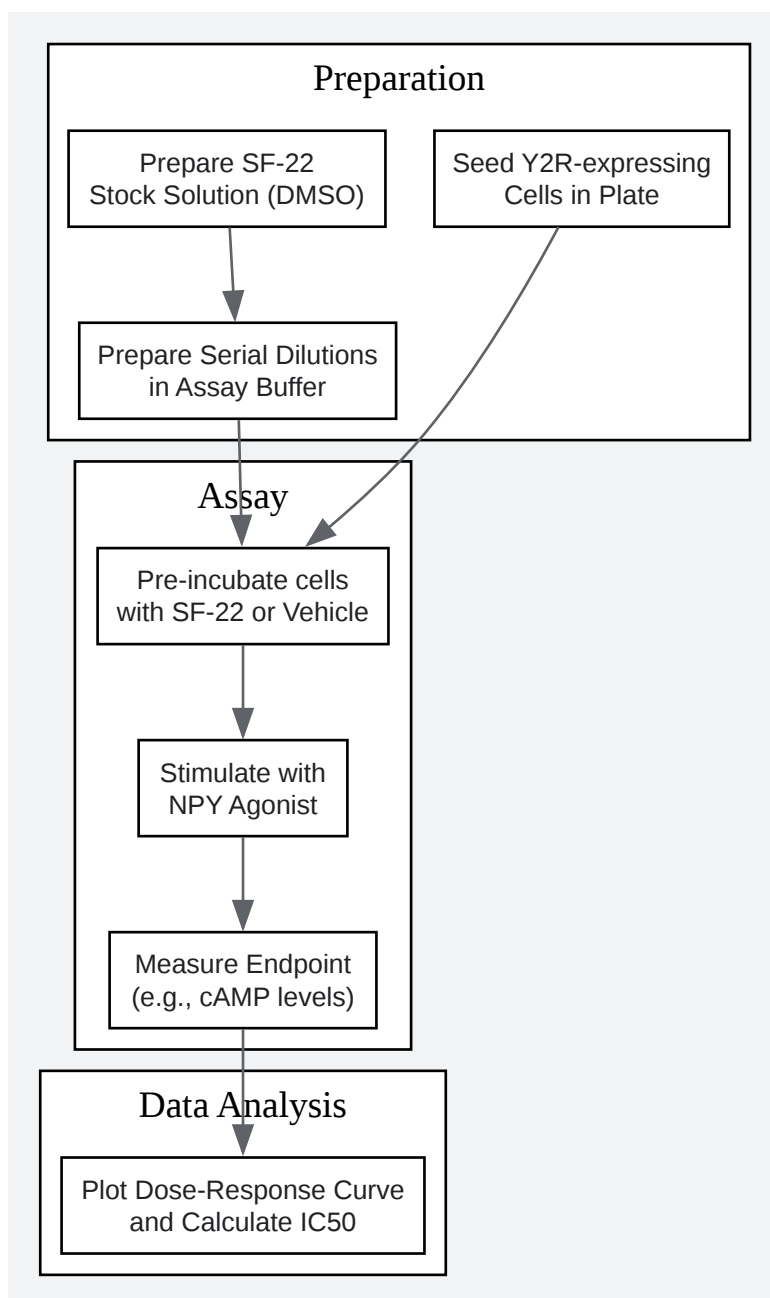 Preparation
Prepare SF-22
Stock Solution (DMSO)
Seed Y2R-expressing
Cells in Plate
Prepare Serial Dilutions
in Assay Buffer
Assay
Pre-incubate cells
with SF-22 or Vehicle
Stimulate with
NPY Agonist
Measure Endpoint
(e.g., cAMP levels)
Data Analysis
Plot Dose-Response Curve
and Calculate IC50